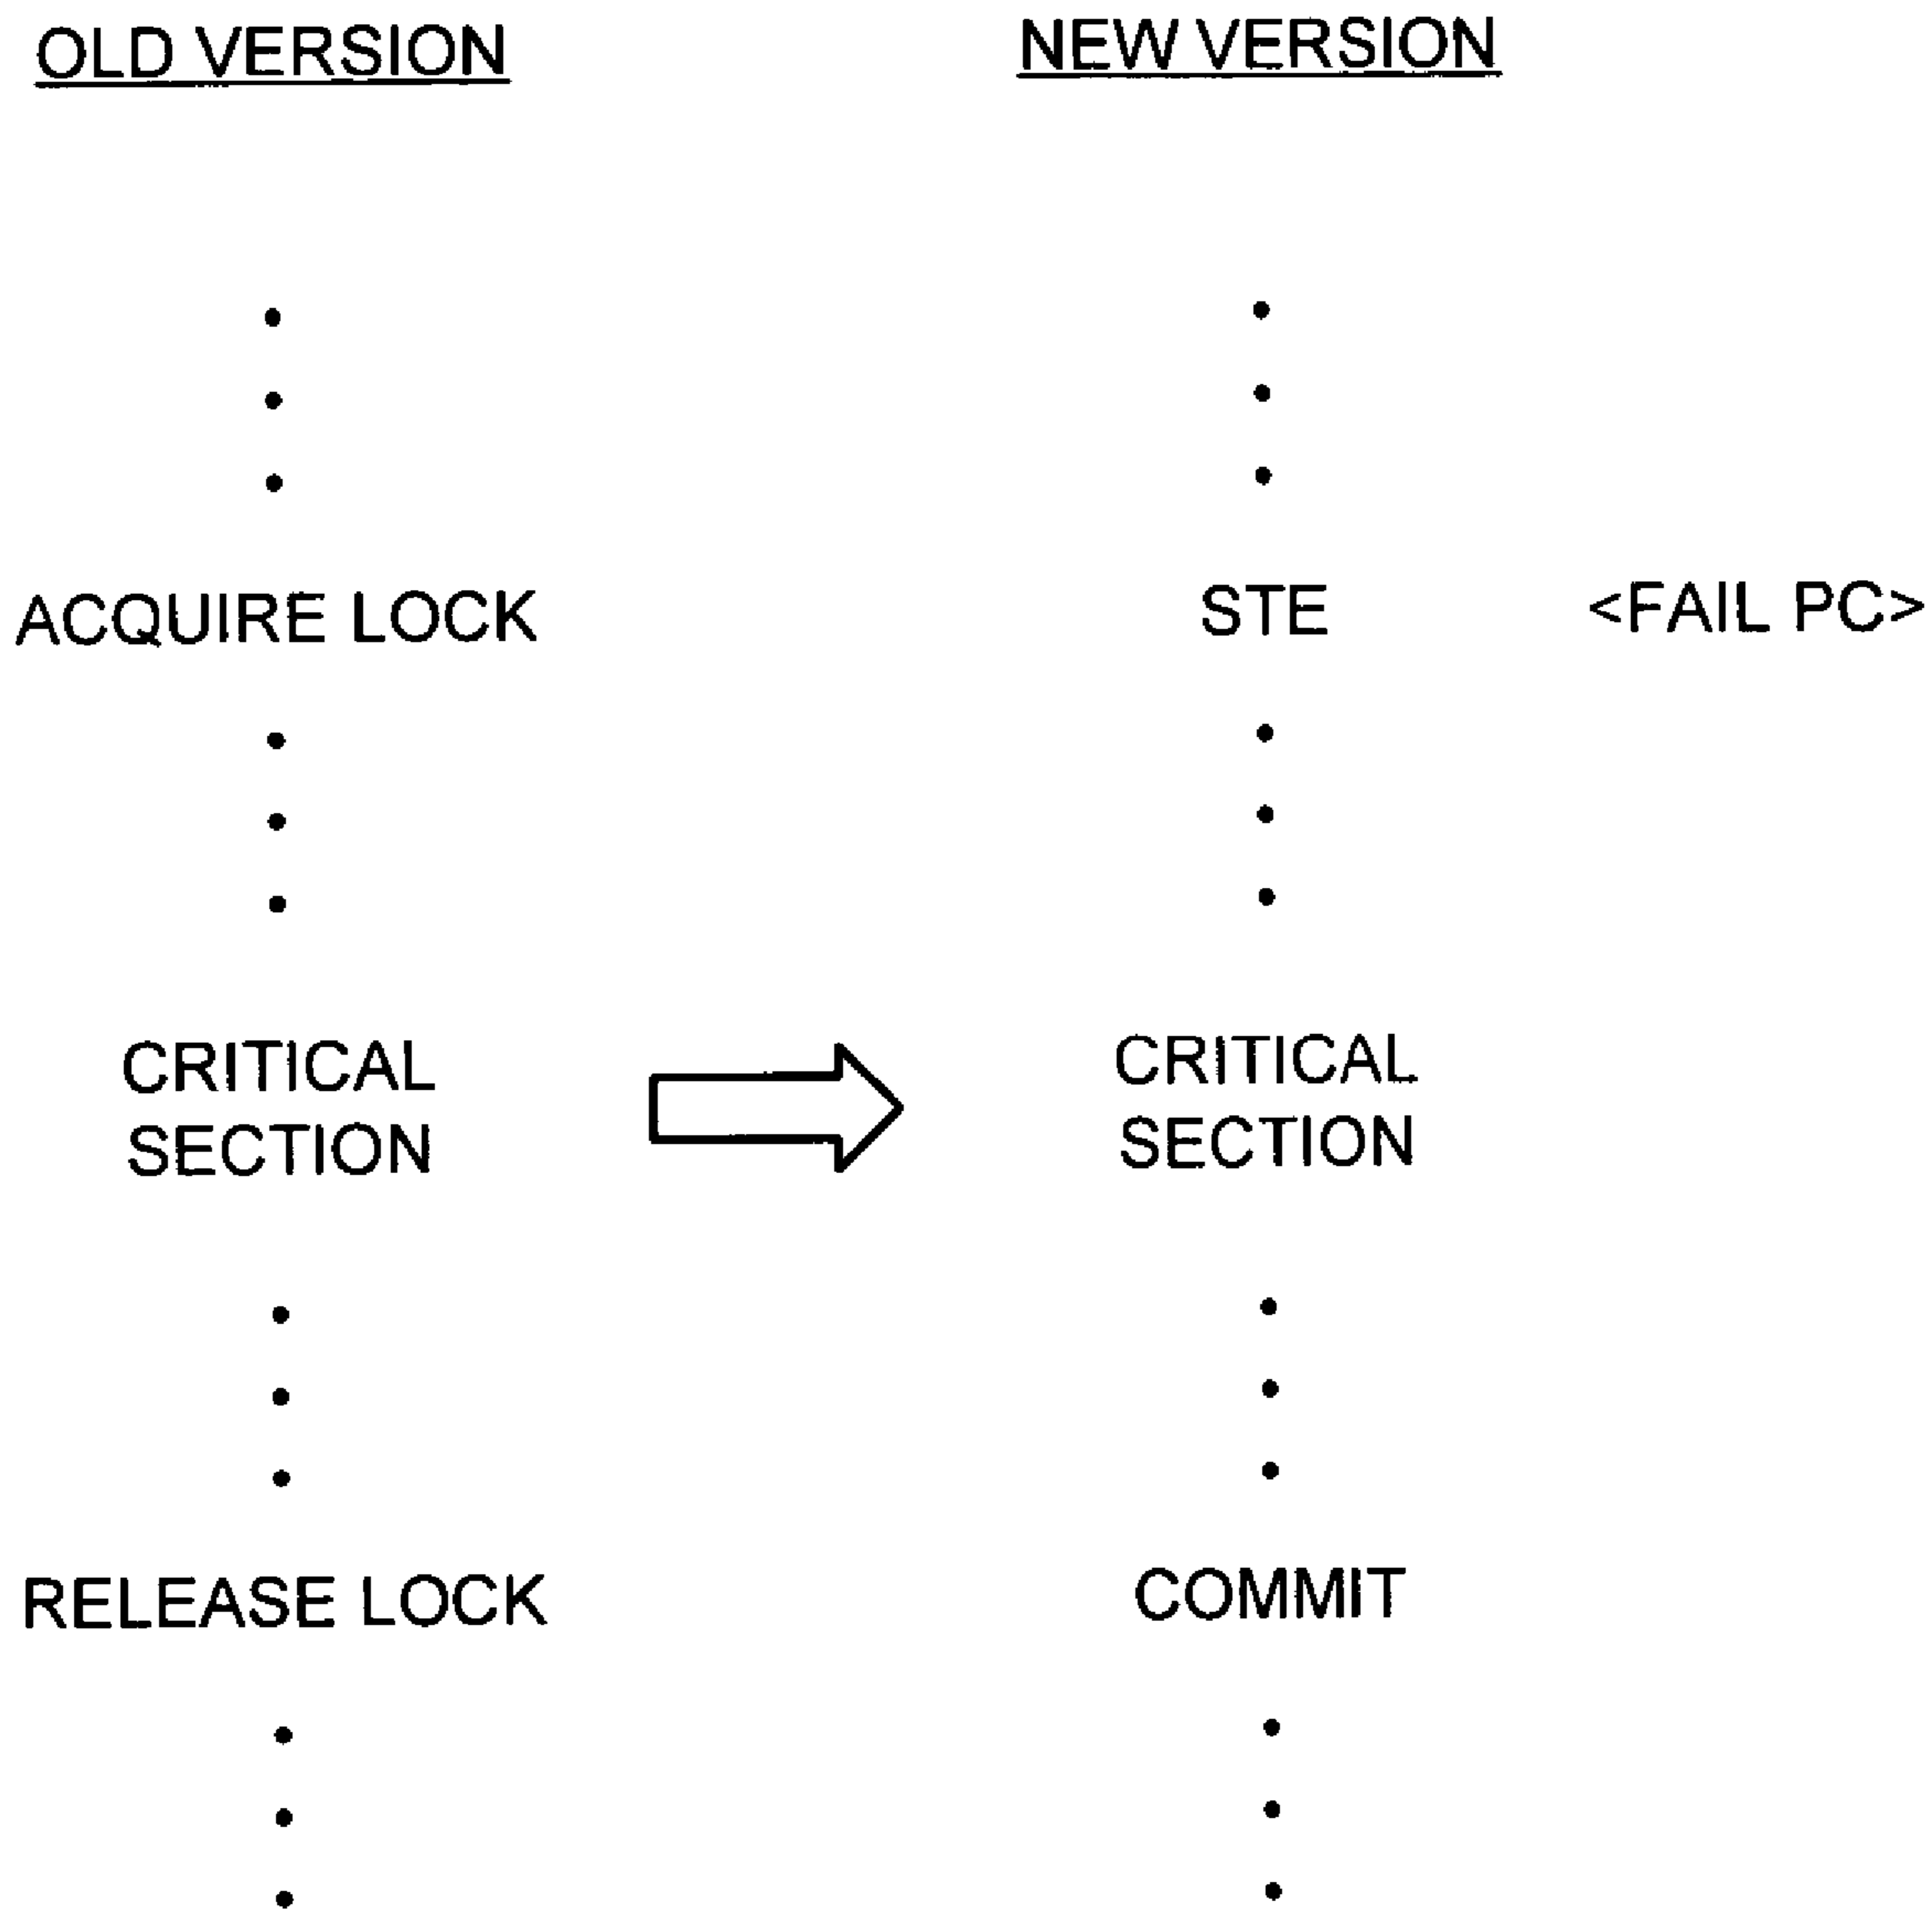 OLD VERSION
NEW VERSION
ACQUIRE LOCK
STE <FAIL PC>
CRITICAL
SECTION
CRITICAL
SECTION
RELEASE LOCK
COMMIT